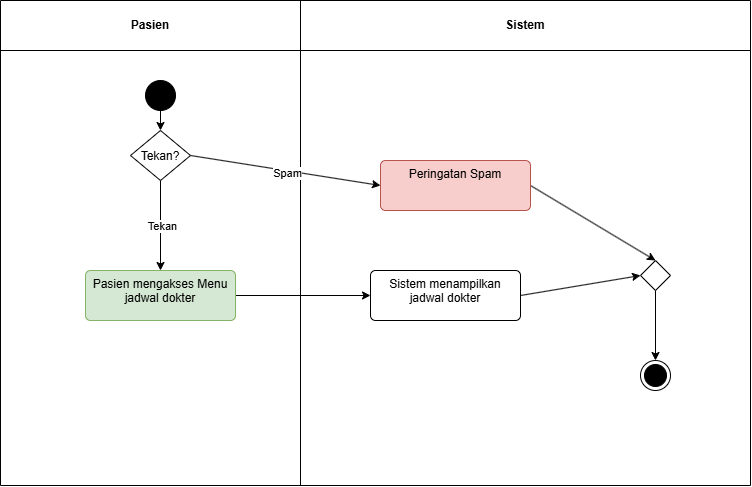 Pasien
Sistem
Tekan?
Spam
Peringatan Spam
Tekan
Pasien mengakses Menu
jadwal dokter
Sistem menampilkan
jadwal dokter